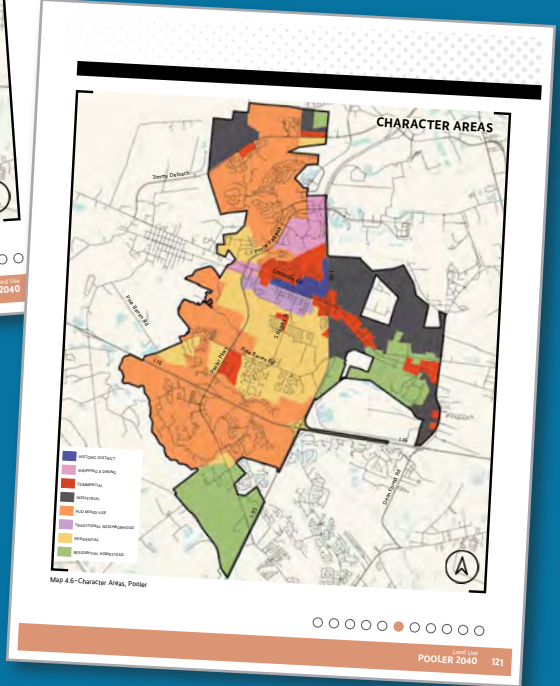 CHARACTER AREAS
Jimmy Deloach
Pooler Parkway
Louisville Rd
I-95
Pine Barren Rd
S Rogers St
Pine Barren Rd
Pooler Pkwy
I-16
I-16
Dean Forest Rd
I-95
HISTORIC DISTRICT
SHOPPING & DINING
COMMERCIAL
INDUSTRIAL
PUD MIXED-USE
TRADITIONAL NEIGHBORHOOD
RESIDENTIAL
RESIDENTIAL HOMESTEAD
Map 4.6-Character Areas, Pooler
Land Use
2040
Land Use
POOLER 2040 121